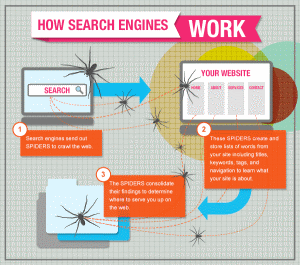 HOW SEARCH ENGINES
WORK
SEARCH
YOUR WEBSITE
HOME
ABOUT
SERVICES
CONTACT
1
Search engines send out
SPIDERS to crawl the web.
2
These SPIDERS create and
store lists of words from
your site including titles,
keywords, tags, and
navigation to learn what
your site is about.
3
The SPIDERS consolidate
their findings to determine
where to serve you up on
the web.